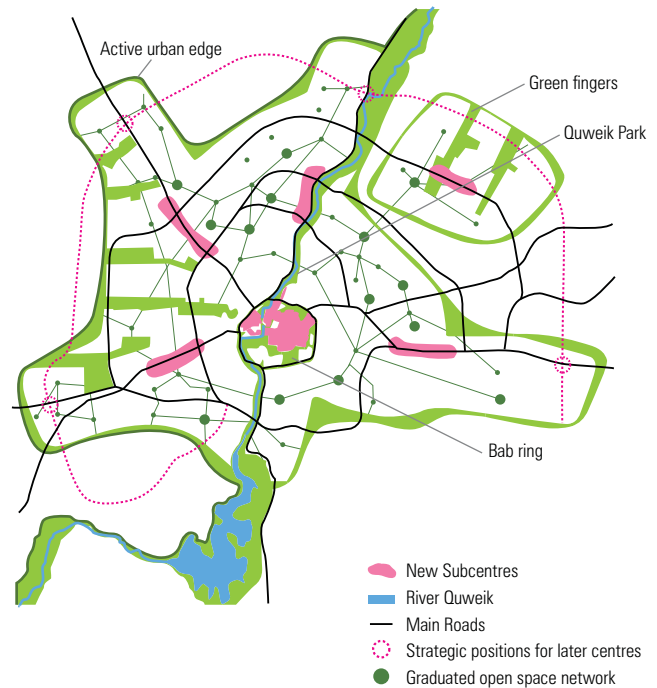 Active urban edge
Green fingers
Quweik Park
Bab ring
New Subcentres
River Quweik
Main Roads
Strategic positions for later centres
Graduated open space network